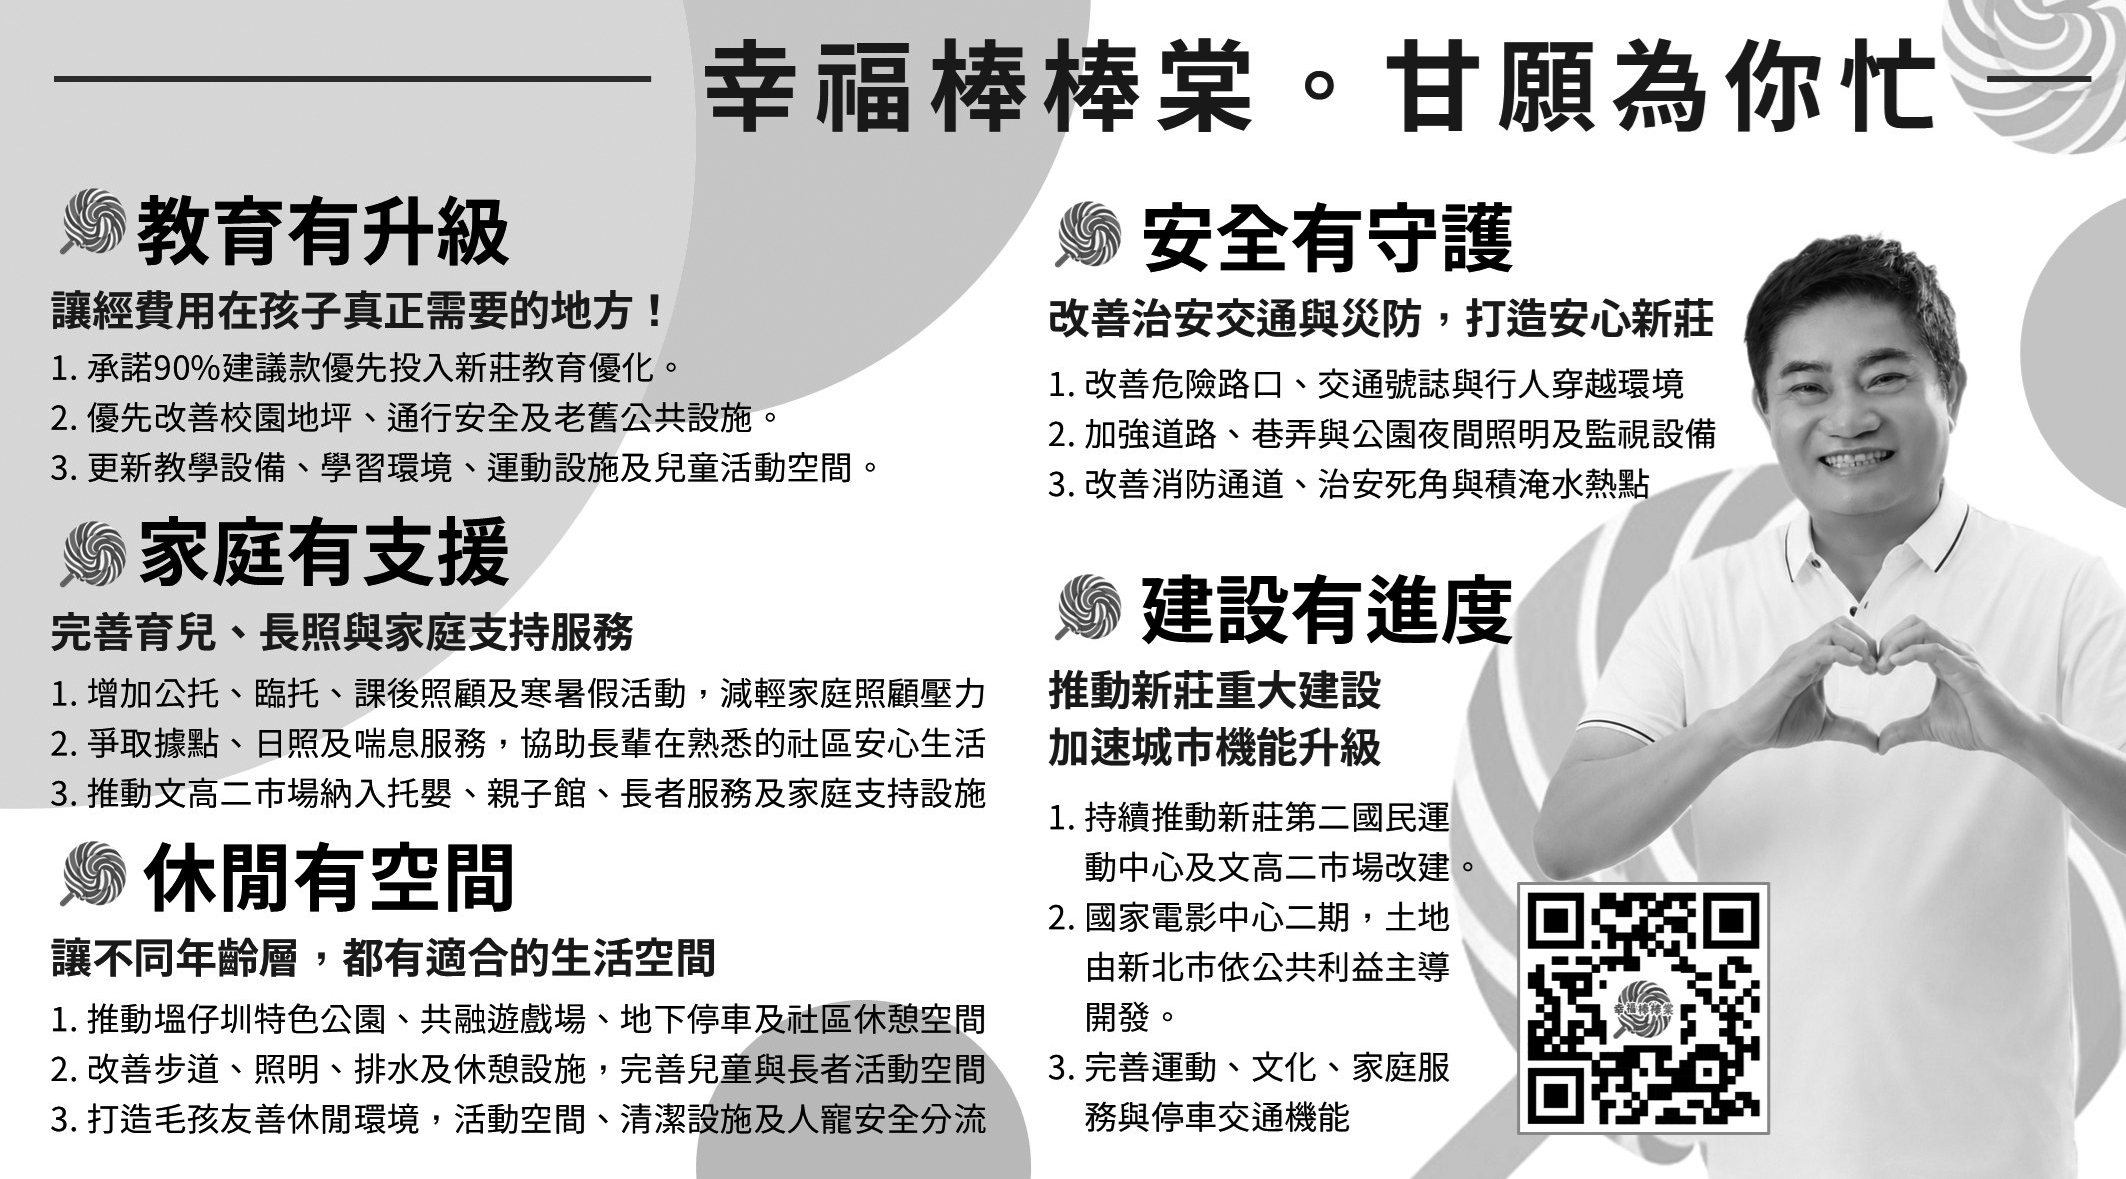 幸福棒棒棠。甘願為你忙
教育有升級
讓經費用在孩子真正需要的地方！
1. 承諾90%建議款優先投入新莊教育優化。
2. 優先改善校園地坪、通行安全及老舊公共設施。
3. 更新教學設備、學習環境、運動設施及兒童活動空間。
家庭有支援
完善育兒、長照與家庭支持服務
1. 增加公托、臨托、課後照顧及寒暑假活動，減輕家庭照顧壓力
2. 爭取據點、日照及喘息服務，協助長輩在熟悉的社區安心生活
3. 推動文高二市場納入托嬰、親子館、長者服務及家庭支持設施
休閒有空間
讓不同年齡層，都有適合的生活空間
1. 推動塭仔圳特色公園、共融遊戲場、地下停車及社區休憩空間
2. 改善步道、照明、排水及休憩設施，完善兒童與長者活動空間
3. 打造毛孩友善休閒環境，活動空間、清潔設施及人寵安全分流
安全有守護
改善治安交通與災防，打造安心新莊
1. 改善危險路口、交通號誌與行人穿越環境
2. 加強道路、巷弄與公園夜間照明及監視設備
3. 改善消防通道、治安死角與積淹水熱點
建設有進度
推動新莊重大建設
加速城市機能升級
1. 持續推動新莊第二國民運
動中心及文高二市場改建。
2. 國家電影中心二期，土地
由新北市依公共利益主導
開發。
3. 完善運動、文化、家庭服
務與停車交通機能
幸福棒棒棠